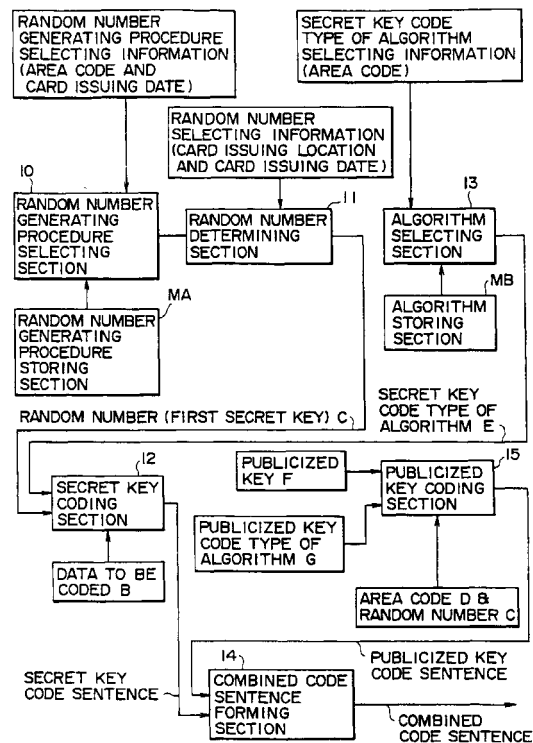 RANDOM NUMBER
GENERATING PROCEDURE
SELECTING INFORMATION
(AREA CODE AND
CARD ISSUING DATE)
SECRET KEY CODE
TYPE OF ALGORITHM
SELECTING INFORMATION
(AREA CODE)
RANDOM NUMBER
SELECTING INFORMATION
(CARD ISSUING LOCATION
AND CARD ISSUING DATE)
10
RANDOM NUMBER
GENERATING
PROCEDURE
SELECTING
SECTION
11
RANDOM NUMBER
DETERMINING
SECTION
13
ALGORITHM
SELECTING
SECTION
MA
RANDOM NUMBER
GENERATING
PROCEDURE
STORING
SECTION
MB
ALGORITHM
STORING
SECTION
RANDOM NUMBER (FIRST SECRET KEY) C
SECRET KEY
CODE TYPE OF
ALGORITHM E
12
SECRET KEY
CODING
SECTION
PUBLICIZED
KEY F
15
PUBLICIZED
KEY CODING
SECTION
PUBLICIZED KEY
CODE TYPE OF
ALGORITHM G
DATA TO BE
CODED B
AREA CODE D &
RANDOM NUMBER C
SECRET KEY
CODE SENTENCE
14
COMBINED CODE
SENTENCE
FORMING
SECTION
PUBLICIZED KEY
CODE SENTENCE
COMBINED
CODE SENTENCE